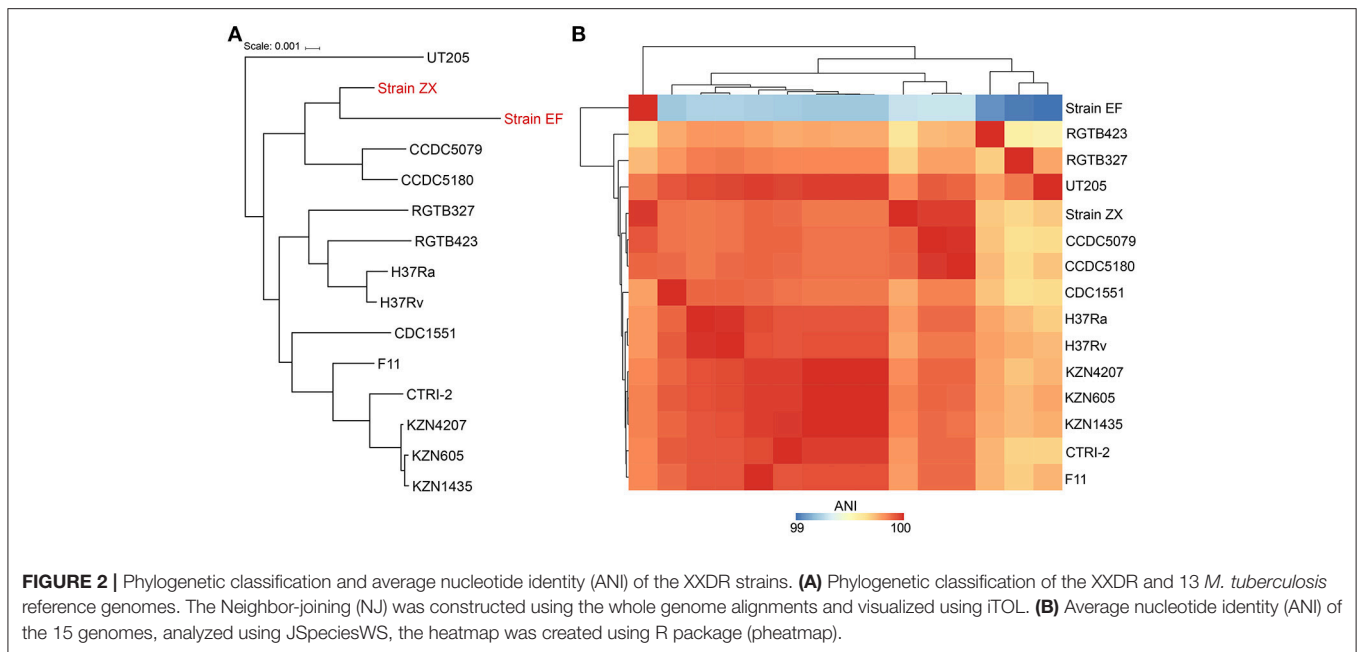 A
Scale: 0.001
UT205
Strain ZX
Strain EF
CCDC5079
CCDC5180
RGTB327
RGTB423
H37Ra
H37Rv
CDC1551
F11
CTRI-2
KZN4207
KZN605
KZN1435
B
Strain EF
RGTB423
RGTB327
UT205
Strain ZX
CCDC5079
CCDC5180
CDC1551
H37Ra
H37Rv
KZN4207
KZN605
KZN1435
CTRI-2
F11
ANI
99 100
FIGURE 2 | Phylogenetic classification and average nucleotide identity (ANI) of the XXDR strains. (A) Phylogenetic classification of the XXDR and 13 M. tuberculosis
reference genomes. The Neighbor-joining (NJ) was constructed using the whole genome alignments and visualized using iTOL. (B) Average nucleotide identity (ANI) of
the 15 genomes, analyzed using JSpeciesWS, the heatmap was created using R package (pheatmap).